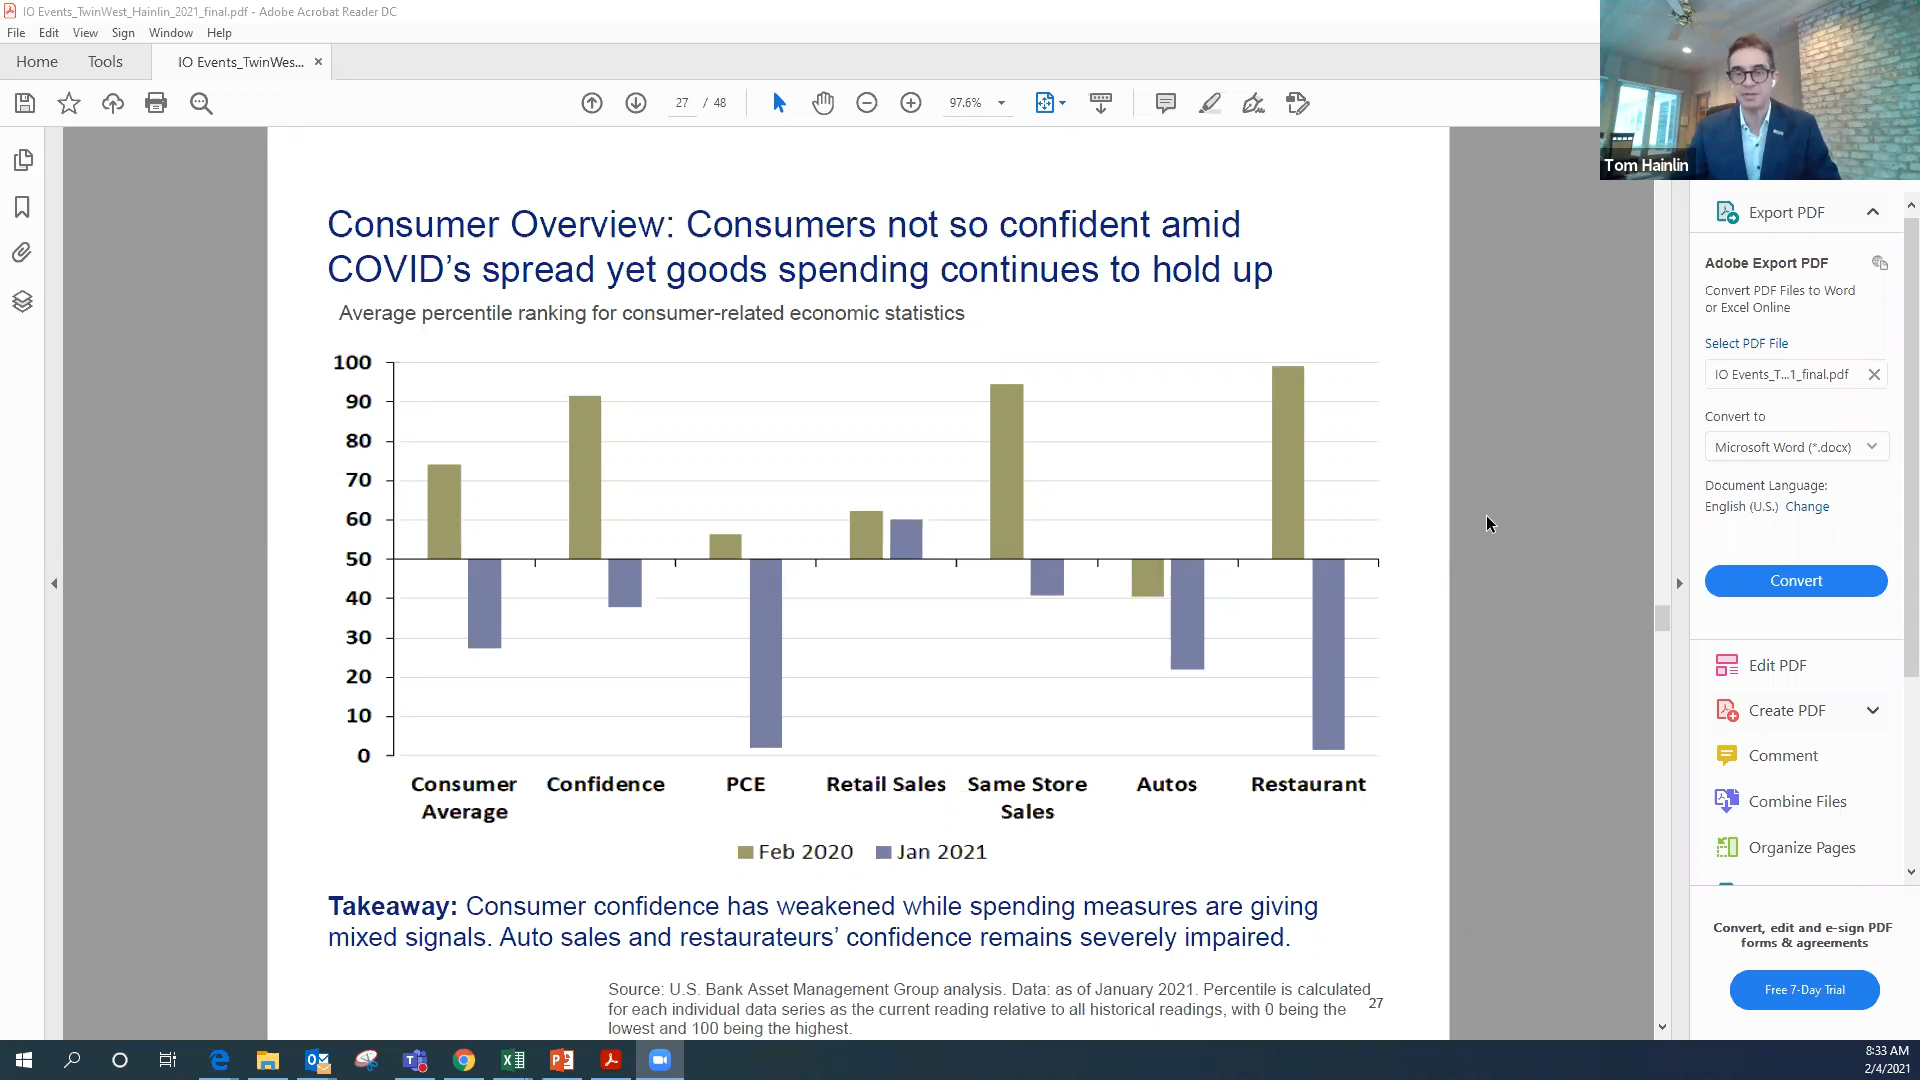 IO Events_TwinWest_Hainlin_2021_final.pdf - Adobe Acrobat Reader DC
File Edit View Sign Window Help
Home Tools IO Events_TwinWes... ×
27 / 48 97.6%
Tom Hainlin
Consumer Overview: Consumers not so confident amid
COVID’s spread yet goods spending continues to hold up
Average percentile ranking for consumer-related economic statistics
100
90
80
70
60
50
40
30
20
10
0
Consumer Average
Confidence
PCE
Retail Sales
Same Store Sales
Autos
Restaurant
Feb 2020 Jan 2021
Takeaway: Consumer confidence has weakened while spending measures are giving
mixed signals. Auto sales and restaurateurs’ confidence remains severely impaired.
Source: U.S. Bank Asset Management Group analysis. Data: as of January 2021. Percentile is calculated
for each individual data series as the current reading relative to all historical readings, with 0 being the
lowest and 100 being the highest.
27
Export PDF
Adobe Export PDF
Convert PDF Files to Word
or Excel Online
Select PDF File
IO Events_T...1_final.pdf
Convert to
Microsoft Word (*.docx)
Document Language:
English (U.S.) Change
Convert
Edit PDF
Create PDF
Comment
Combine Files
Organize Pages
Convert, edit and e-sign PDF
forms & agreements
Free 7-Day Trial
8:33 AM
2/4/2021